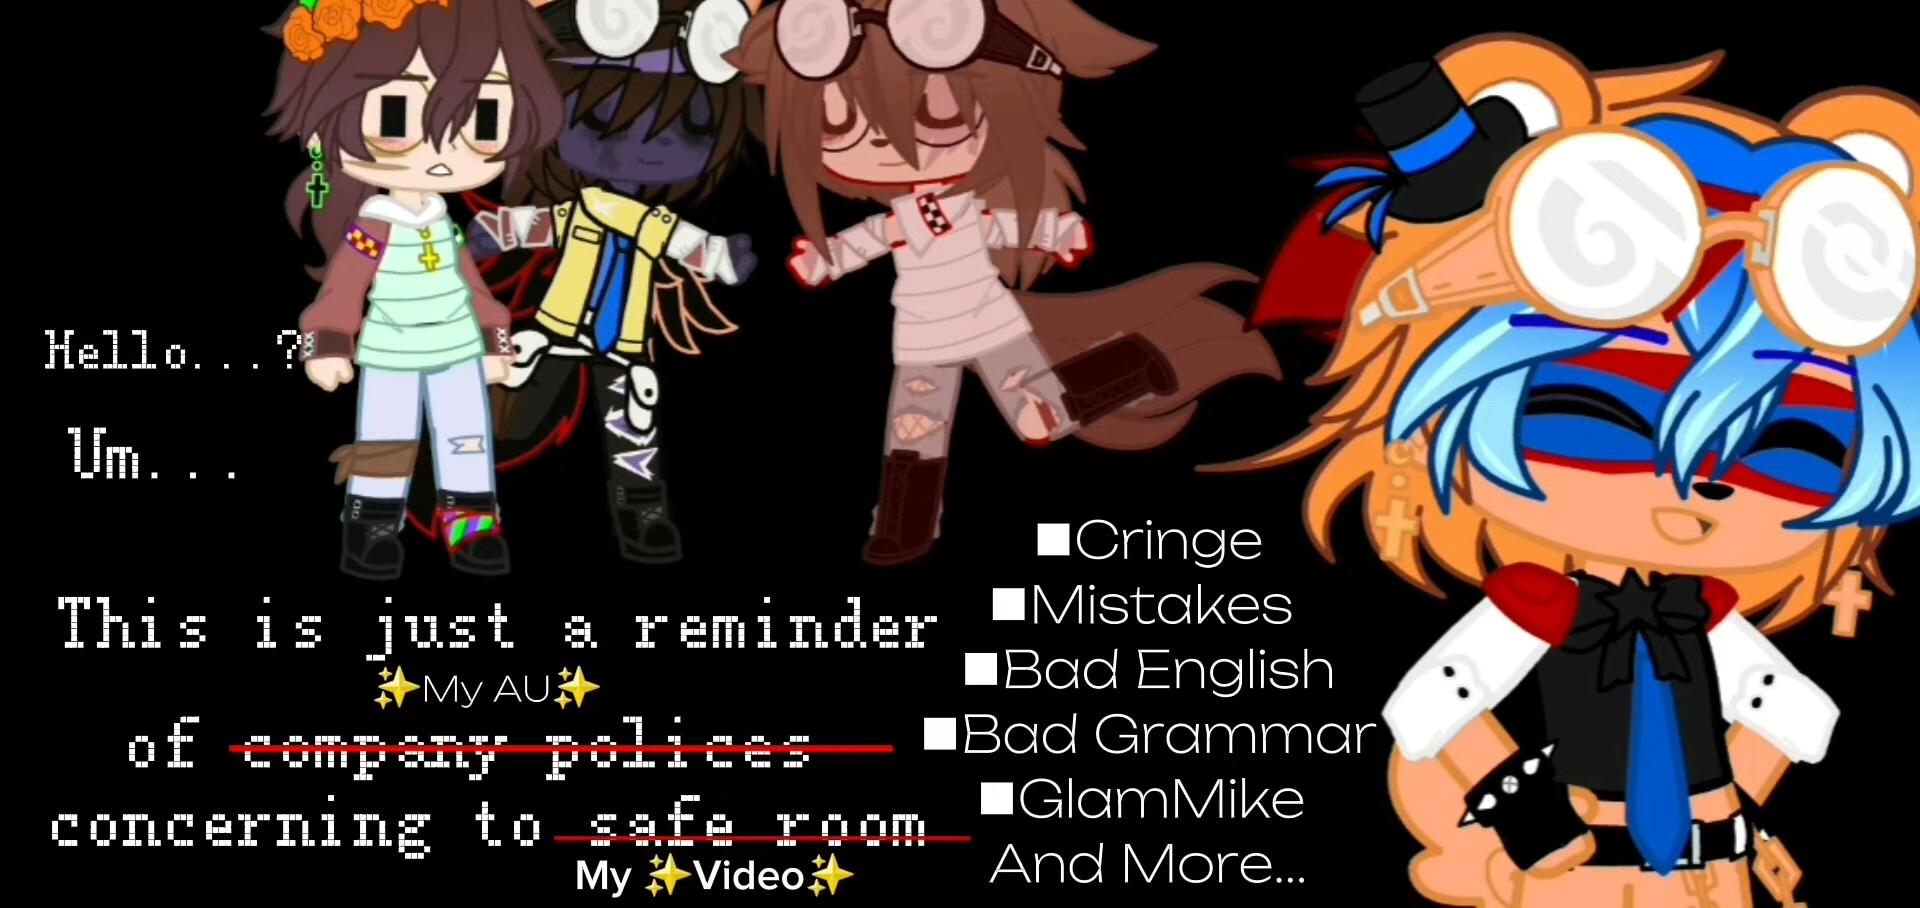 Hello...?
Um...
This is just a reminder
✨My AU✨
of company polices
concerning to safe room
My ✨Video✨
■Cringe
■Mistakes
■Bad English
■Bad Grammar
■GlamMike
And More...